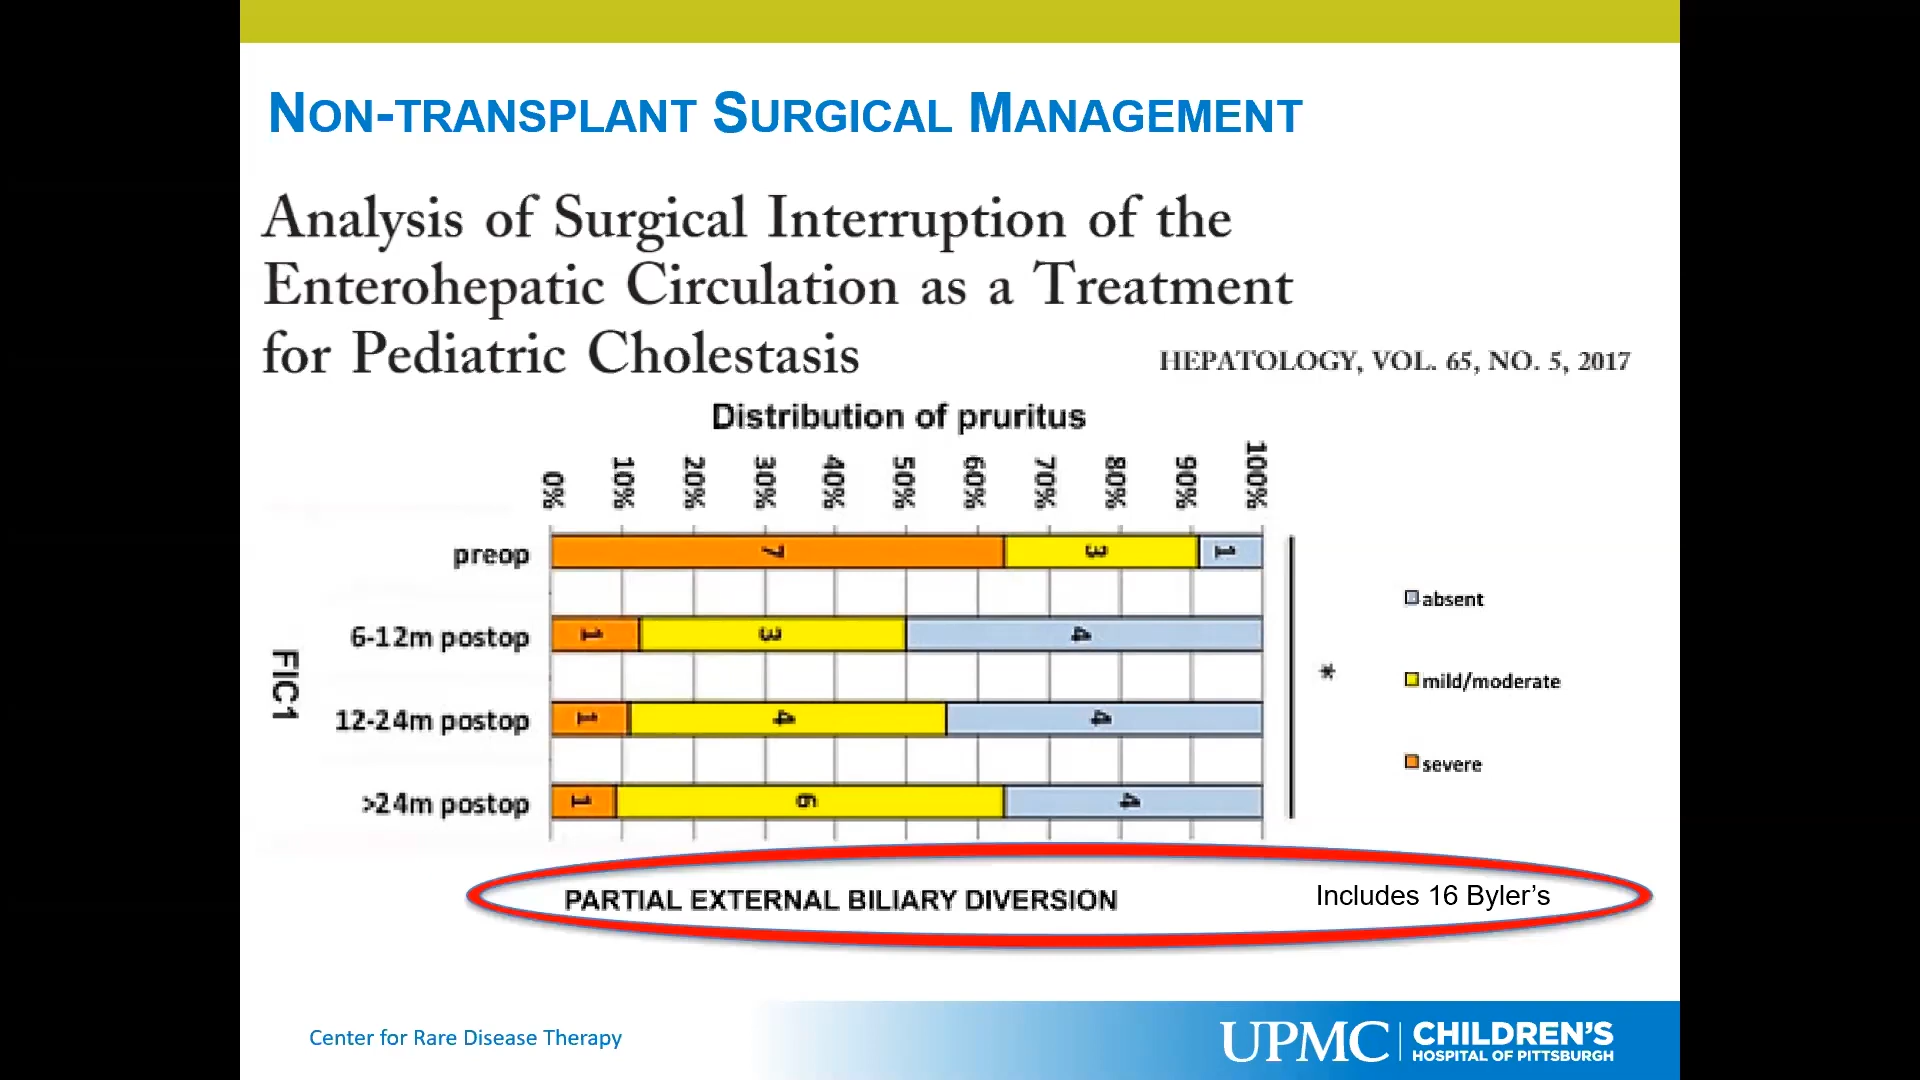 NON-TRANSPLANT SURGICAL MANAGEMENT
Analysis of Surgical Interruption of the
Enterohepatic Circulation as a Treatment
for Pediatric Cholestasis
HEPATOLOGY, VOL. 65, NO. 5, 2017
Distribution of pruritus
0% 10% 20% 30% 40% 50% 60% 70% 80% 90% 100%
FIC1
preop 7 3 1
6-12m postop 1 3 4
12-24m postop 1 4 4
>24m postop 1 6 4
*
absent
mild/moderate
severe
PARTIAL EXTERNAL BILIARY DIVERSION
Includes 16 Byler’s
Center for Rare Disease Therapy
UPMC
CHILDREN'S
HOSPITAL OF PITTSBURGH